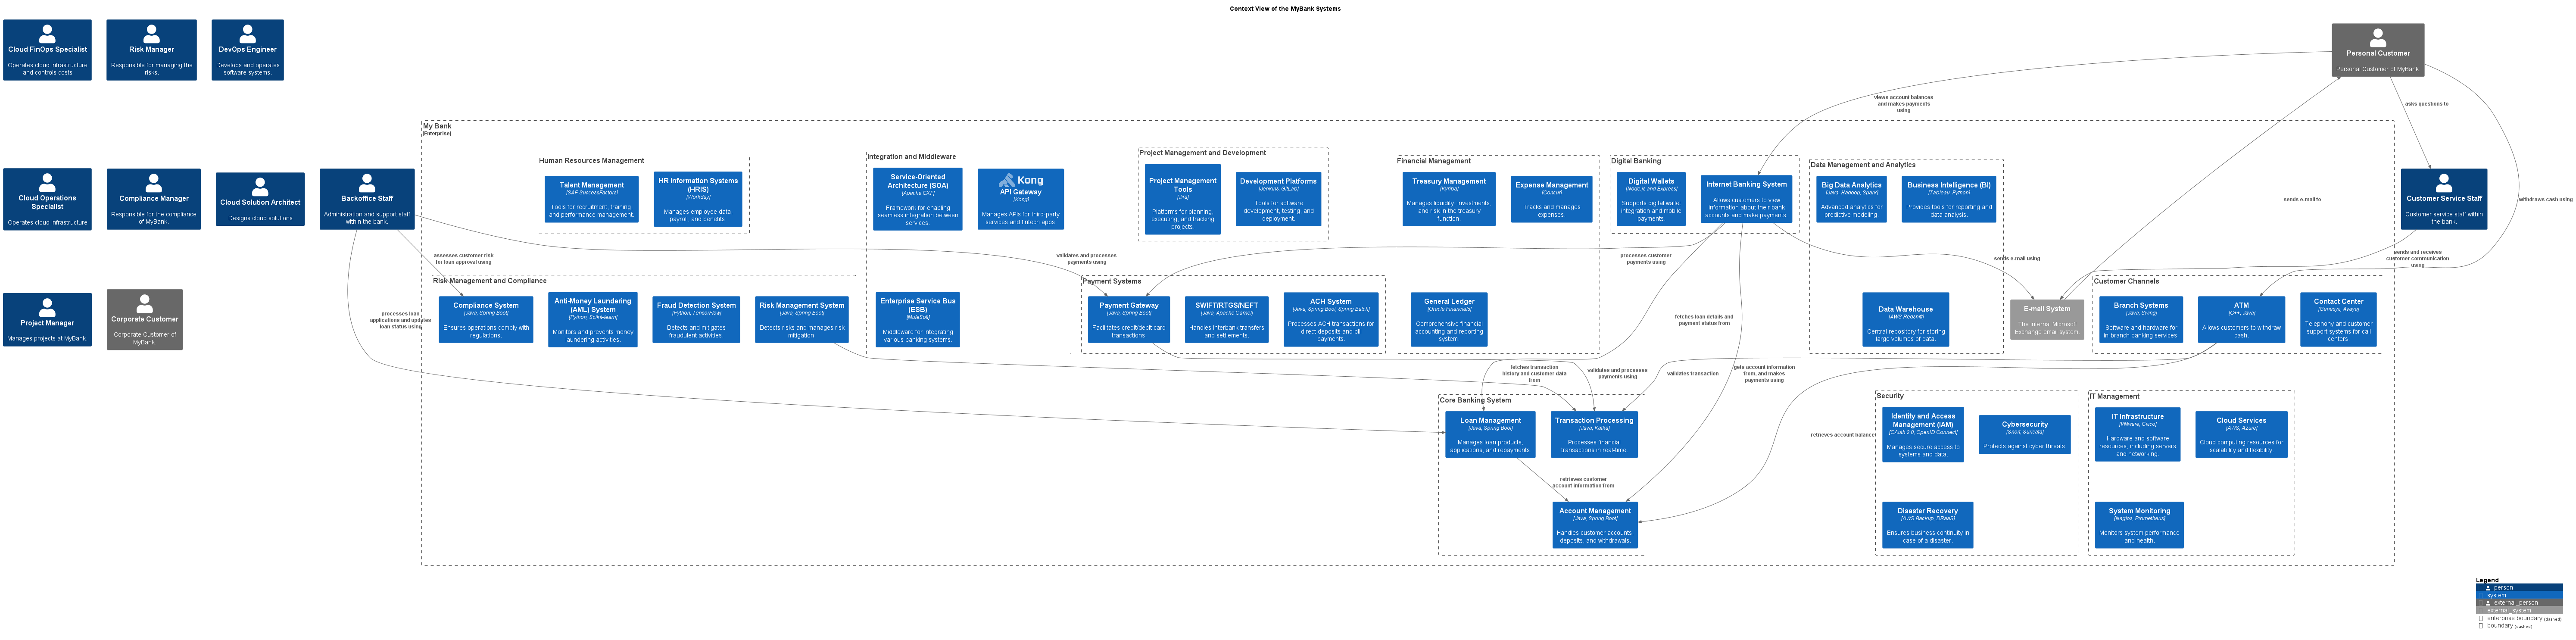 Context View of the MyBank Systems
Cloud FinOps Specialist
Operates cloud infrastructure
and controls costs
Risk Manager
Responsible for managing the
risks.
DevOps Engineer
Develops and operates
software systems.
Personal Customer
Personal Customer of MyBank.
views account balances
and makes payments
using
asks questions to
sends e-mail to
withdraws cash using
Cloud Operations
Specialist
Operates cloud infrastructure
Compliance Manager
Responsible for the compliance
of MyBank.
Cloud Solution Architect
Designs cloud solutions
Backoffice Staff
Administration and support staff
within the bank.
Customer Service Staff
Customer service staff within
the bank.
Project Manager
Manages projects at MyBank.
Corporate Customer
Corporate Customer of
MyBank.
My Bank
[Enterprise]
Human Resources Management
Talent Management
[SAP SuccessFactors]
Tools for recruitment, training,
and performance management.
HR Information Systems
(HRIS)
[Workday]
Manages employee data,
payroll, and benefits.
Integration and Middleware
Service-Oriented
Architecture (SOA)
[Apache CXF]
Framework for enabling
seamless integration between
services.
Kong
API Gateway
[Kong]
Manages APIs for third-party
services and fintech apps.
Enterprise Service Bus
(ESB)
[MuleSoft]
Middleware for integrating
various banking systems.
Project Management and Development
Project Management
Tools
[Jira]
Platforms for planning,
executing, and tracking
projects.
Development Platforms
[Jenkins, GitLab]
Tools for software
development, testing, and
deployment.
Financial Management
Treasury Management
[Kyriba]
Manages liquidity, investments,
and risk in the treasury
function.
Expense Management
[Concur]
Tracks and manages
expenses.
General Ledger
[Oracle Financials]
Comprehensive financial
accounting and reporting
system.
Digital Banking
Digital Wallets
[Node.js and Express]
Supports digital wallet
integration and mobile
payments.
Internet Banking System
Allows customers to view
information about their bank
accounts and make payments.
Data Management and Analytics
Big Data Analytics
[Java, Hadoop, Spark]
Advanced analytics for
predictive modeling.
Business Intelligence (BI)
[Tableau, Python]
Provides tools for reporting and
data analysis.
Data Warehouse
[AWS Redshift]
Central repository for storing
large volumes of data.
assesses customer risk
for loan approval using
validates and processes
payments using
processes customer
payments using
sends e-mail using
sends and receives
customer communication
using
Risk Management and Compliance
Compliance System
[Java, Spring Boot]
Ensures operations comply with
regulations.
Anti-Money Laundering
(AML) System
[Python, Scikit-learn]
Monitors and prevents money
laundering activities.
Fraud Detection System
[Python, TensorFlow]
Detects and mitigates
fraudulent activities.
Risk Management System
[Java, Spring Boot]
Detects risks and manages risk
mitigation.
Payment Systems
Payment Gateway
[Java, Spring Boot]
Facilitates credit/debit card
transactions.
SWIFT/RTGS/NEFT
[Java, Apache Camel]
Handles interbank transfers
and settlements.
ACH System
[Java, Spring Boot, Spring Batch]
Processes ACH transactions for
direct deposits and bill
payments.
E-mail System
The internal Microsoft
Exchange email system.
Customer Channels
Branch Systems
[Java, Swing]
Software and hardware for
in-branch banking services.
ATM
[C++, Java]
Allows customers to withdraw
cash.
Contact Center
[Genesys, Avaya]
Telephony and customer
support systems for call
centers.
processes loan
applications and updates
loan status using
fetches loan details and
payment status from
fetches transaction
history and customer data
from
validates and processes
payments using
validates transaction
gets account information
from, and makes
payments using
retrieves account balance
Core Banking System
Loan Management
[Java, Spring Boot]
Manages loan products,
applications, and repayments.
Transaction Processing
[Java, Kafka]
Processes financial
transactions in real-time.
retrieves customer
account information from
Account Management
[Java, Spring Boot]
Handles customer accounts,
deposits, and withdrawals.
Security
Identity and Access
Management (IAM)
[OAuth 2.0, OpenID Connect]
Manages secure access to
systems and data.
Cybersecurity
[Snort, Suricata]
Protects against cyber threats.
Disaster Recovery
[AWS Backup, DRaaS]
Ensures business continuity in
case of a disaster.
IT Management
IT Infrastructure
[VMware, Cisco]
Hardware and software
resources, including servers
and networking.
Cloud Services
[AWS, Azure]
Cloud computing resources for
scalability and flexibility.
System Monitoring
[Nagios, Prometheus]
Monitors system performance
and health.
Legend
person
system
external_person
external_system
enterprise boundary (dashed)
boundary (dashed)